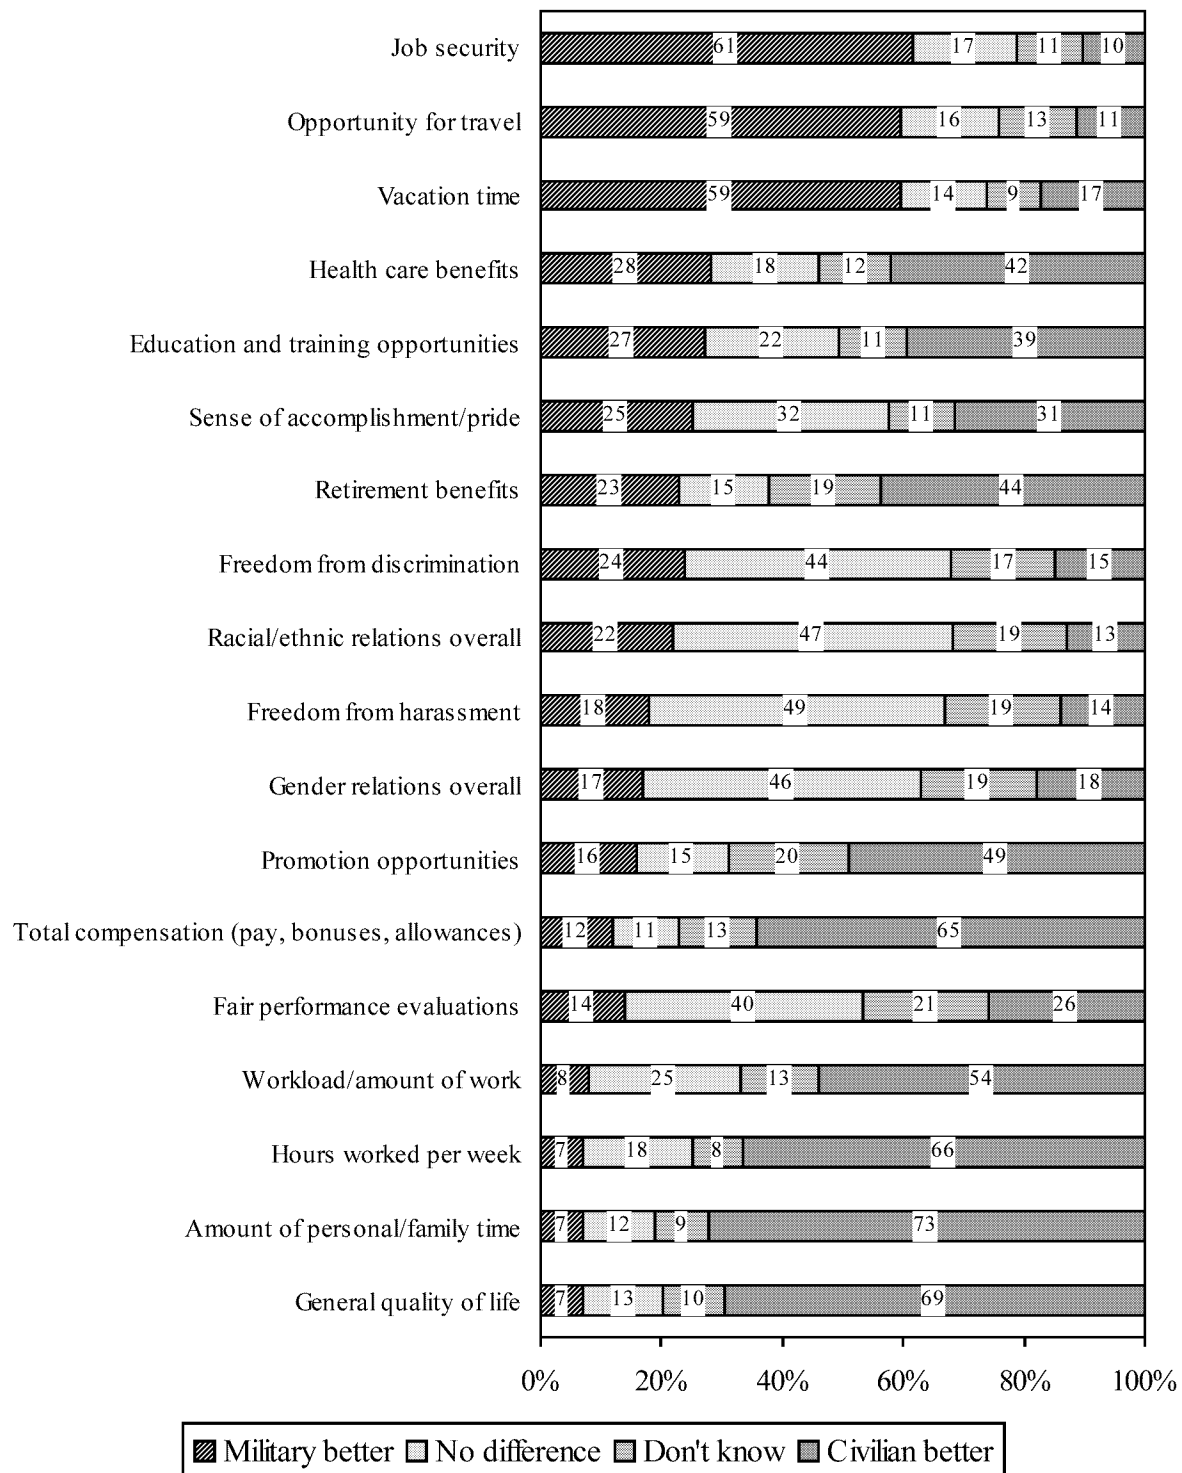 Job security 61 17 11 10
Opportunity for travel 59 16 13 11
Vacation time 59 14 9 17
Health care benefits 28 18 12 42
Education and training opportunities 27 22 11 39
Sense of accomplishment/pride 25 32 11 31
Retirement benefits 23 15 19 44
Freedom from discrimination 24 44 17 15
Racial/ethnic relations overall 22 47 19 13
Freedom from harassment 18 49 19 14
Gender relations overall 17 46 19 18
Promotion opportunities 16 15 20 49
Total compensation (pay, bonuses, allowances) 12 11 13 65
Fair performance evaluations 14 40 21 26
Workload/amount of work 8 25 13 54
Hours worked per week 7 18 8 66
Amount of personal/family time 7 12 9 73
General quality of life 7 13 10 69
0% 20% 40% 60% 80% 100%
Military better No difference Don't know Civilian better